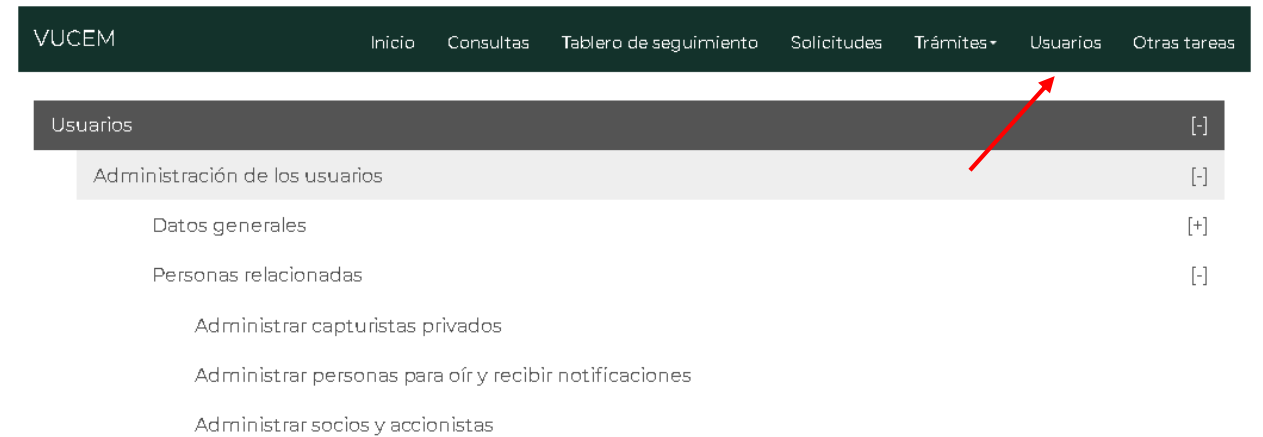 VUCEM Inicio Consultas Tablero de seguimiento Solicitudes Trámites Usuarios Otras tareas
Usuarios [-]
Administración de los usuarios [-]
Datos generales [+]
Personas relacionadas [-]
Administrar capturistas privados
Administrar personas para oír y recibir notificaciones
Administrar socios y accionistas